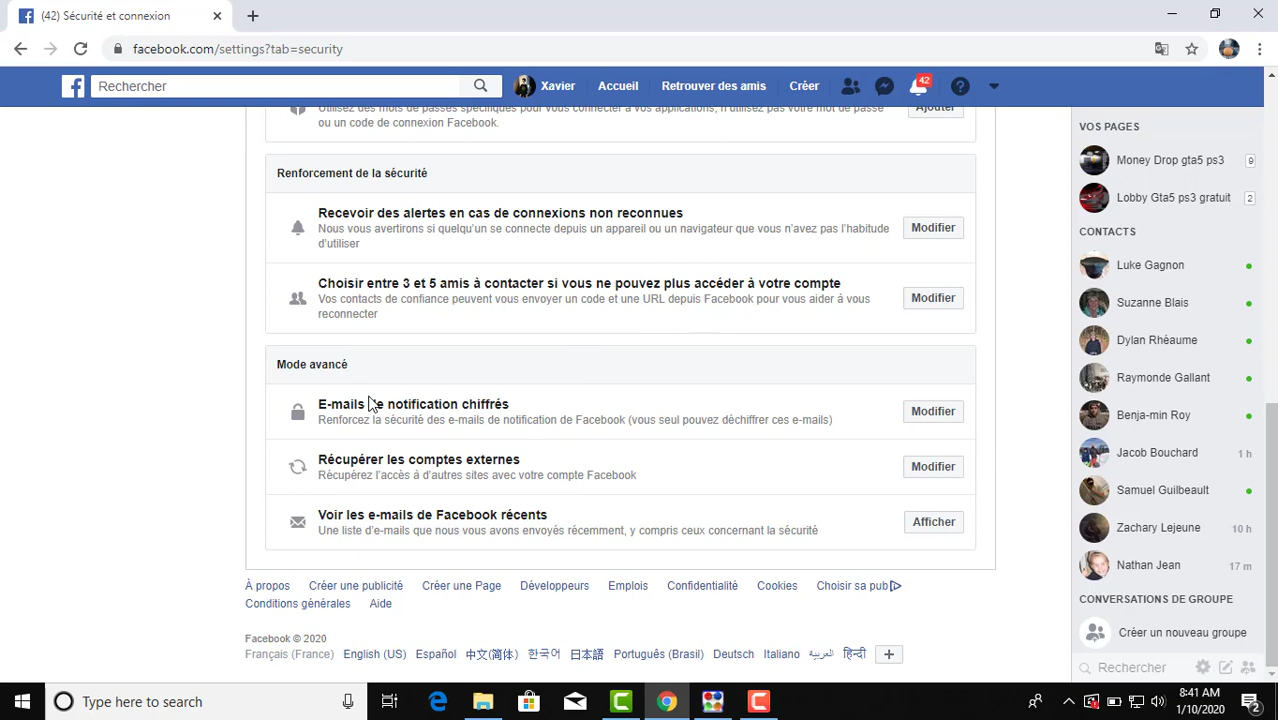 (42) Sécurité et connexion
facebook.com/settings?tab=security
Rechercher
Xavier
Accueil
Retrouver des amis
Créer
42
Utilisez des mots de passes spécifiques pour vous connecter à vos applications, n'utilisez pas votre mot de passe
ou un code de connexion Facebook.
Ajouter
Renforcement de la sécurité
Recevoir des alertes en cas de connexions non reconnues
Nous vous avertirons si quelqu'un se connecte depuis un appareil ou un navigateur que vous n'avez pas l'habitude
d'utiliser
Modifier
Choisir entre 3 et 5 amis à contacter si vous ne pouvez plus accéder à votre compte
Vos contacts de confiance peuvent vous envoyer un code et une URL depuis Facebook pour vous aider à vous
reconnecter
Modifier
Mode avancé
E-mails de notification chiffrés
Renforcez la sécurité des e-mails de notification de Facebook (vous seul pouvez déchiffrer ces e-mails)
Modifier
Récupérer les comptes externes
Récupérez l'accès à d'autres sites avec votre compte Facebook
Modifier
Voir les e-mails de Facebook récents
Une liste d'e-mails que nous vous avons envoyés récemment, y compris ceux concernant la sécurité
Afficher
À propos Créer une publicité Créer une Page Développeurs Emplois Confidentialité Cookies Choisir sa pub
Conditions générales Aide
Facebook © 2020
Français (France) English (US) Español 中文(简体) 한국어 日本語 Português (Brasil) Deutsch Italiano العربية हिन्दी
VOS PAGES
Money Drop gta5 ps3 9
Lobby Gta5 ps3 gratuit 2
CONTACTS
Luke Gagnon
Suzanne Blais
Dylan Rhéaume
Raymonde Gallant
Benja-min Roy
Jacob Bouchard 1 h
Samuel Guilbeault
Zachary Lejeune 10 h
Nathan Jean 17 m
CONVERSATIONS DE GROUPE
Créer un nouveau groupe
Rechercher
Type here to search
8:41 AM
1/10/2020
2